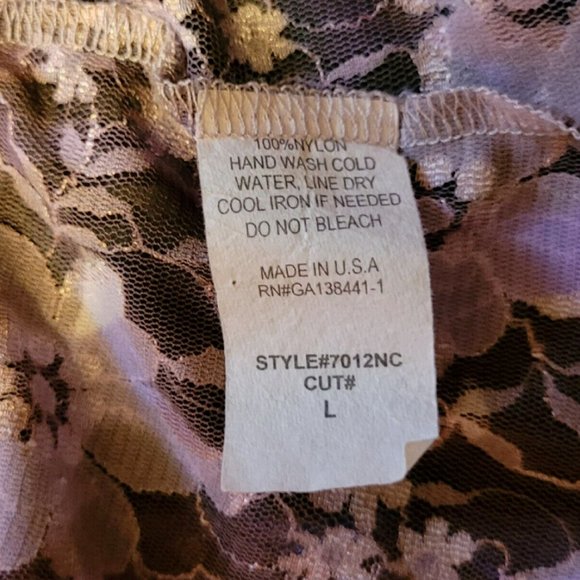 100%NYLON
HAND WASH COLD
WATER, LINE DRY
COOL IRON IF NEEDED
DO NOT BLEACH
MADE IN U.S.A
RN#GA138441-1
STYLE#7012NC
CUT#
L